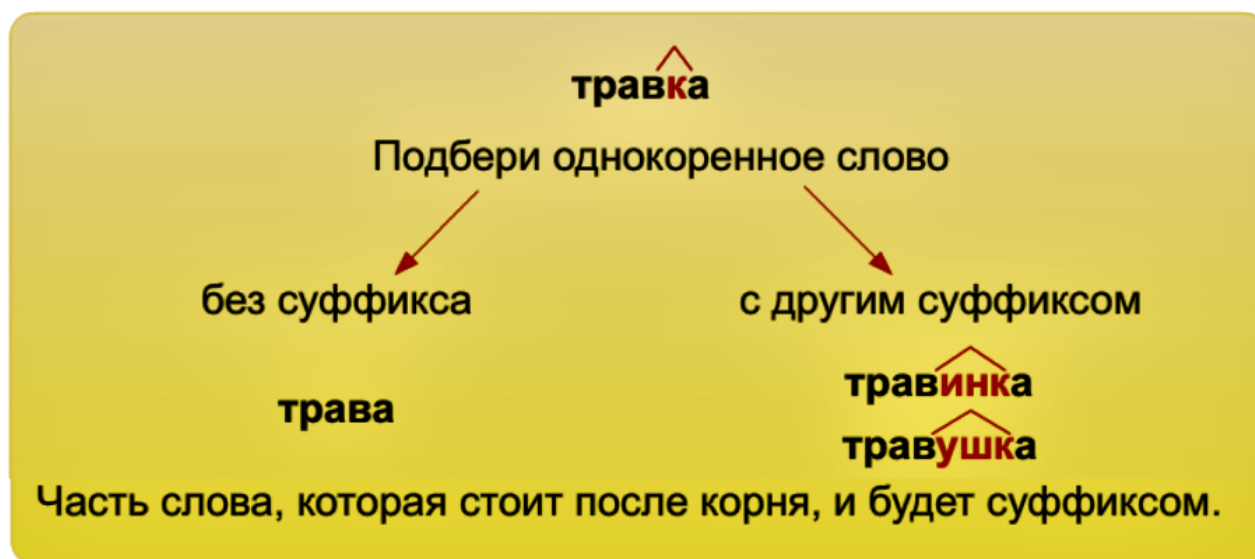 травка
Подбери однокоренное слово
без суффикса
с другим суффиксом
трава
травинка
травушка
Часть слова, которая стоит после корня, и будет суффиксом.